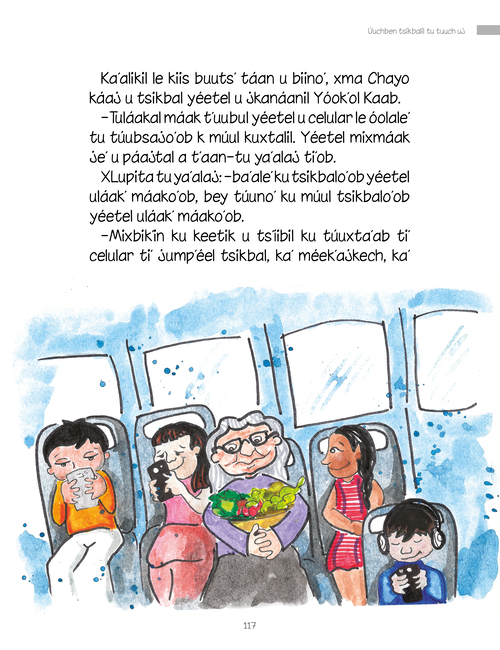 Úuchben tsikbalil tu tuuch uj
Ka'alikil le kiis buuts' táan u biino', xma Chayo
káaj u tsikbal yéetel u jkanáanil Yóok'ol Kaab.
–Tuláakal máak t'uubul yéetel u celular le óolale'
tu túubsajo'ob k múul kuxtalil. Yéetel mixmáak
je' u páajtal a t'aan– tu ya'alaj ti'ob.
XLupita tu ya'alaj: –ba'ale' ku tsikbalo'ob yéetel
uláak' máako'ob, bey túuno' ku múul tsikbalo'ob
yéetel uláak' máako'ob.
–Mixbik'in ku keetik u ts'íibil ku túuxta'ab ti'
celular ti' jump'éel tsikbal, ka' méek'ajkech, ka'
117